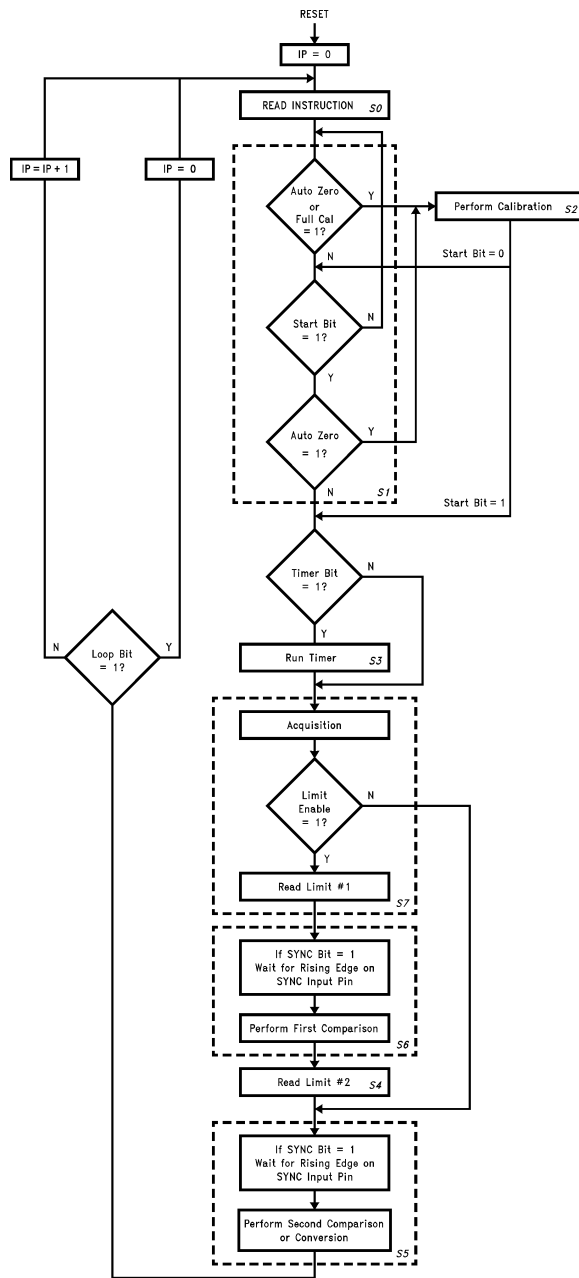 RESET
IP = 0
READ INSTRUCTION
S0
IP = IP + 1
IP = 0
Auto Zero
or
Full Cal
= 1?
Y
Perform Calibration
S2
N
Start Bit = 0
Start Bit
= 1?
N
Y
Auto Zero
= 1?
Y
N
S1
Start Bit = 1
Timer Bit
= 1?
N
Y
Loop Bit
= 1?
N
Y
Run Timer
S3
Acquisition
Limit
Enable
= 1?
N
Y
Read Limit #1
S7
If SYNC Bit = 1
Wait for Rising Edge on
SYNC Input Pin
Perform First Comparison
S6
Read Limit #2
S4
If SYNC Bit = 1
Wait for Rising Edge on
SYNC Input Pin
Perform Second Comparison
or Conversion
S5